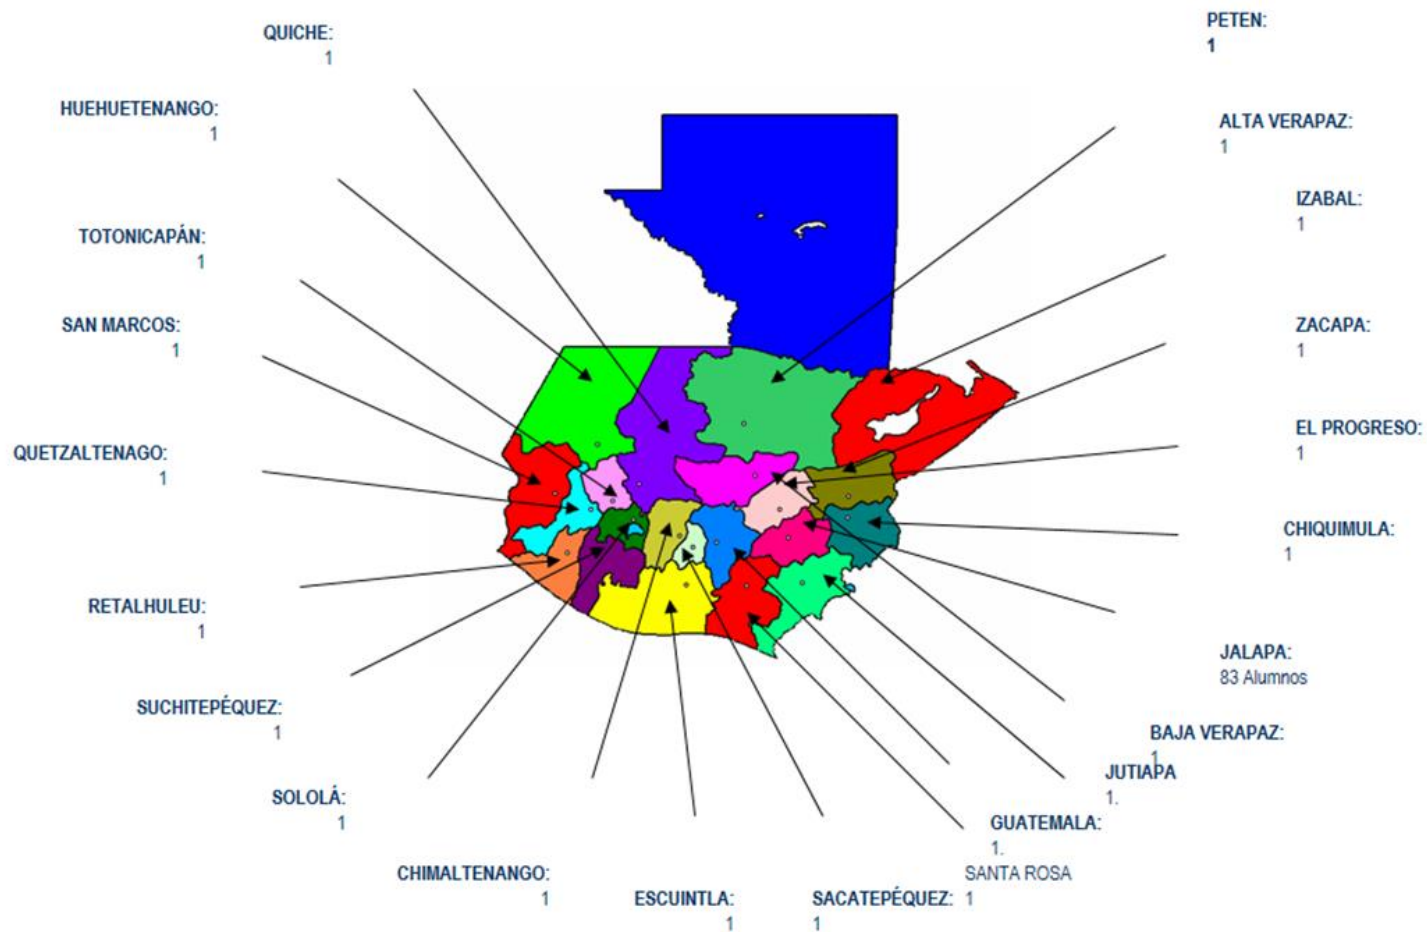 QUICHE:
1
PETEN:
1
HUEHUETENANGO:
1
ALTA VERAPAZ:
1
IZABAL:
1
TOTONICAPÁN:
1
SAN MARCOS:
1
ZACAPA:
1
QUETZALTENAGO:
1
EL PROGRESO:
1
CHIQUIMULA:
1
RETALHULEU:
1
JALAPA:
83 Alumnos
SUCHITEPÉQUEZ:
1
BAJA VERAPAZ:
1
JUTIAPA
1.
SOLOLÁ:
1
GUATEMALA:
1.
CHIMALTENANGO:
1
SANTA ROSA
1
ESCUINTLA:
1
SACATEPÉQUEZ:
1